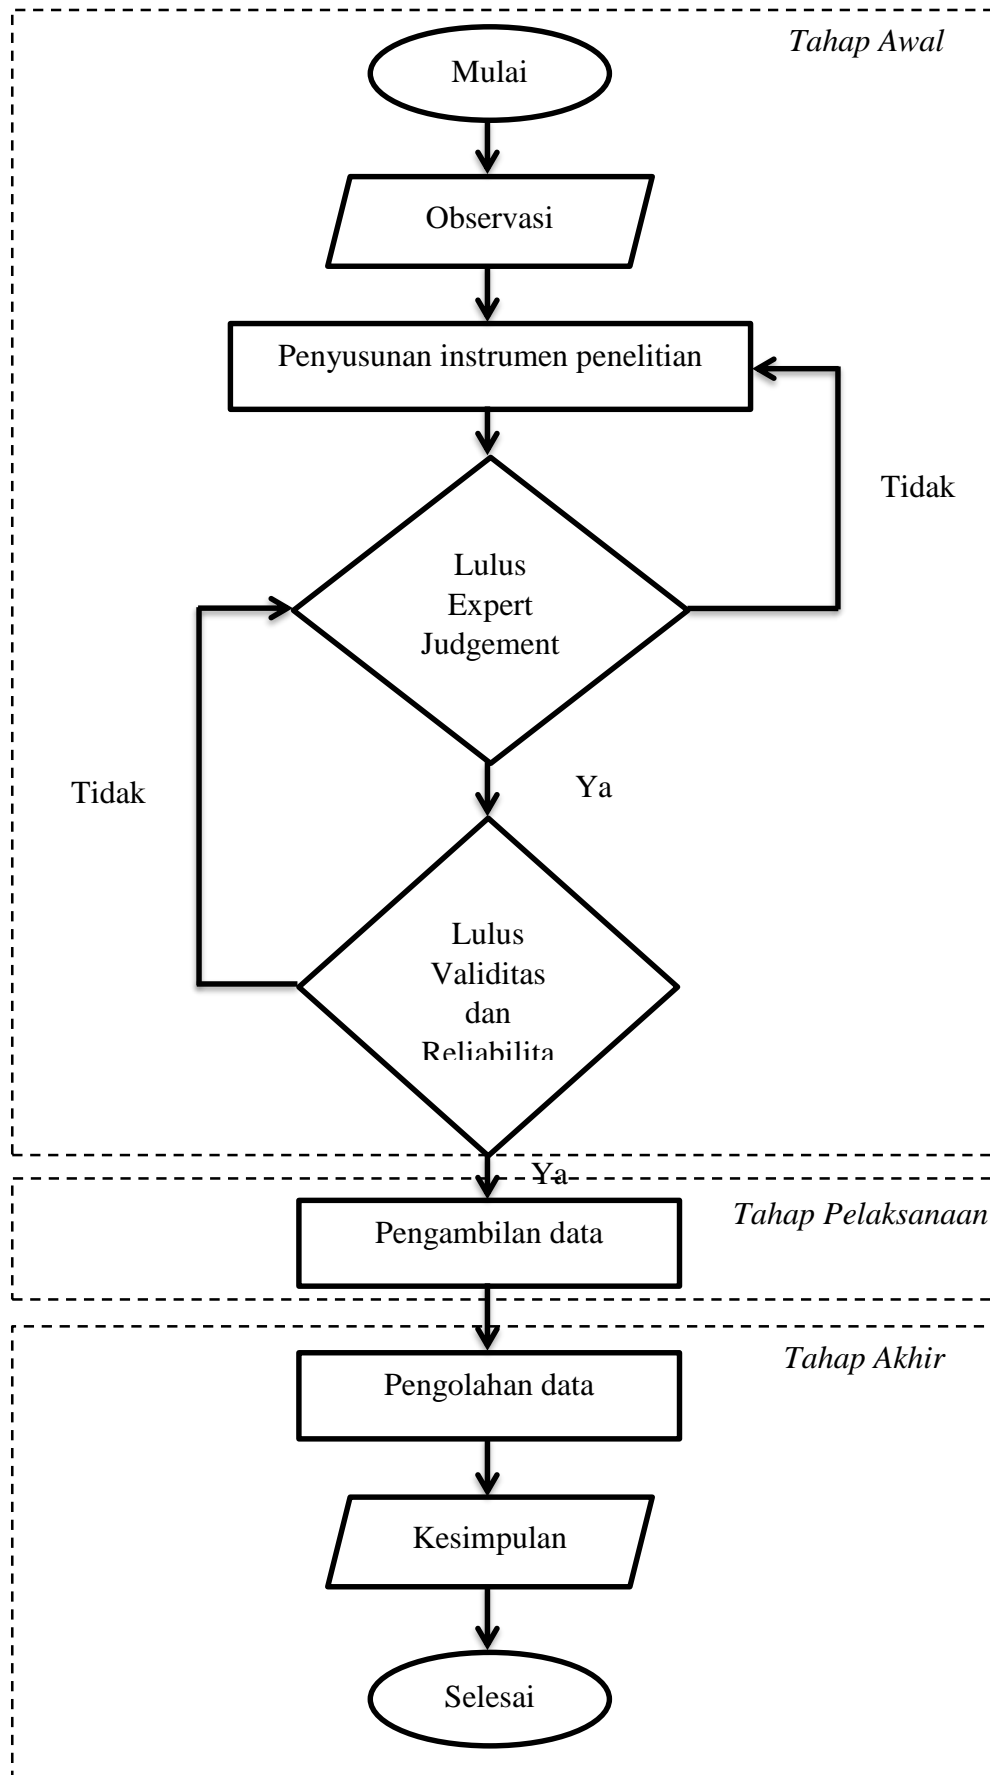 Tahap Awal
Mulai
Observasi
Penyusunan instrumen penelitian
Tidak
Lulus
Expert
Judgement
Ya
Tidak
Lulus
Validitas
dan
Reliabilita
Ya
Tahap Pelaksanaan
Pengambilan data
Tahap Akhir
Pengolahan data
Kesimpulan
Selesai